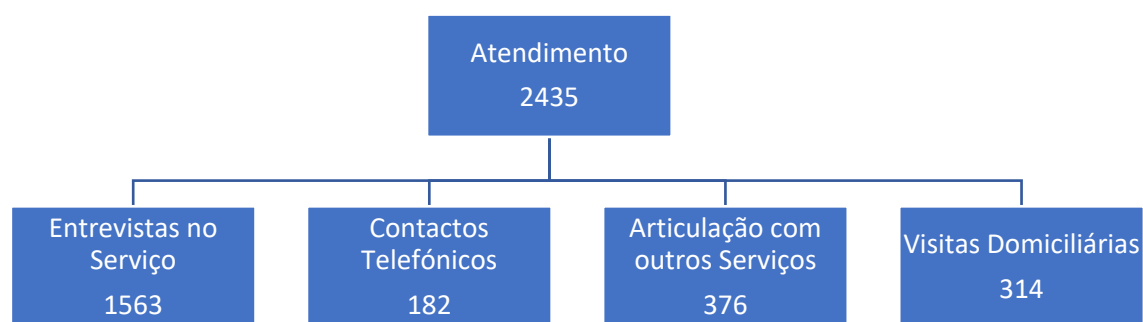 Atendimento
2435
Entrevistas no
Serviço
1563
Contactos
Telefónicos
182
Articulação com
outros Serviços
376
Visitas Domiciliárias
314